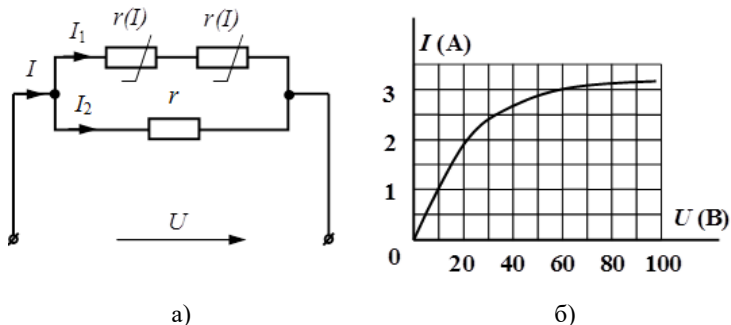 r(I) r(I)
I₁
I
I₂ r
U
а)
I (А)
3
2
1
0
20 40 60 80 100
U (В)
б)